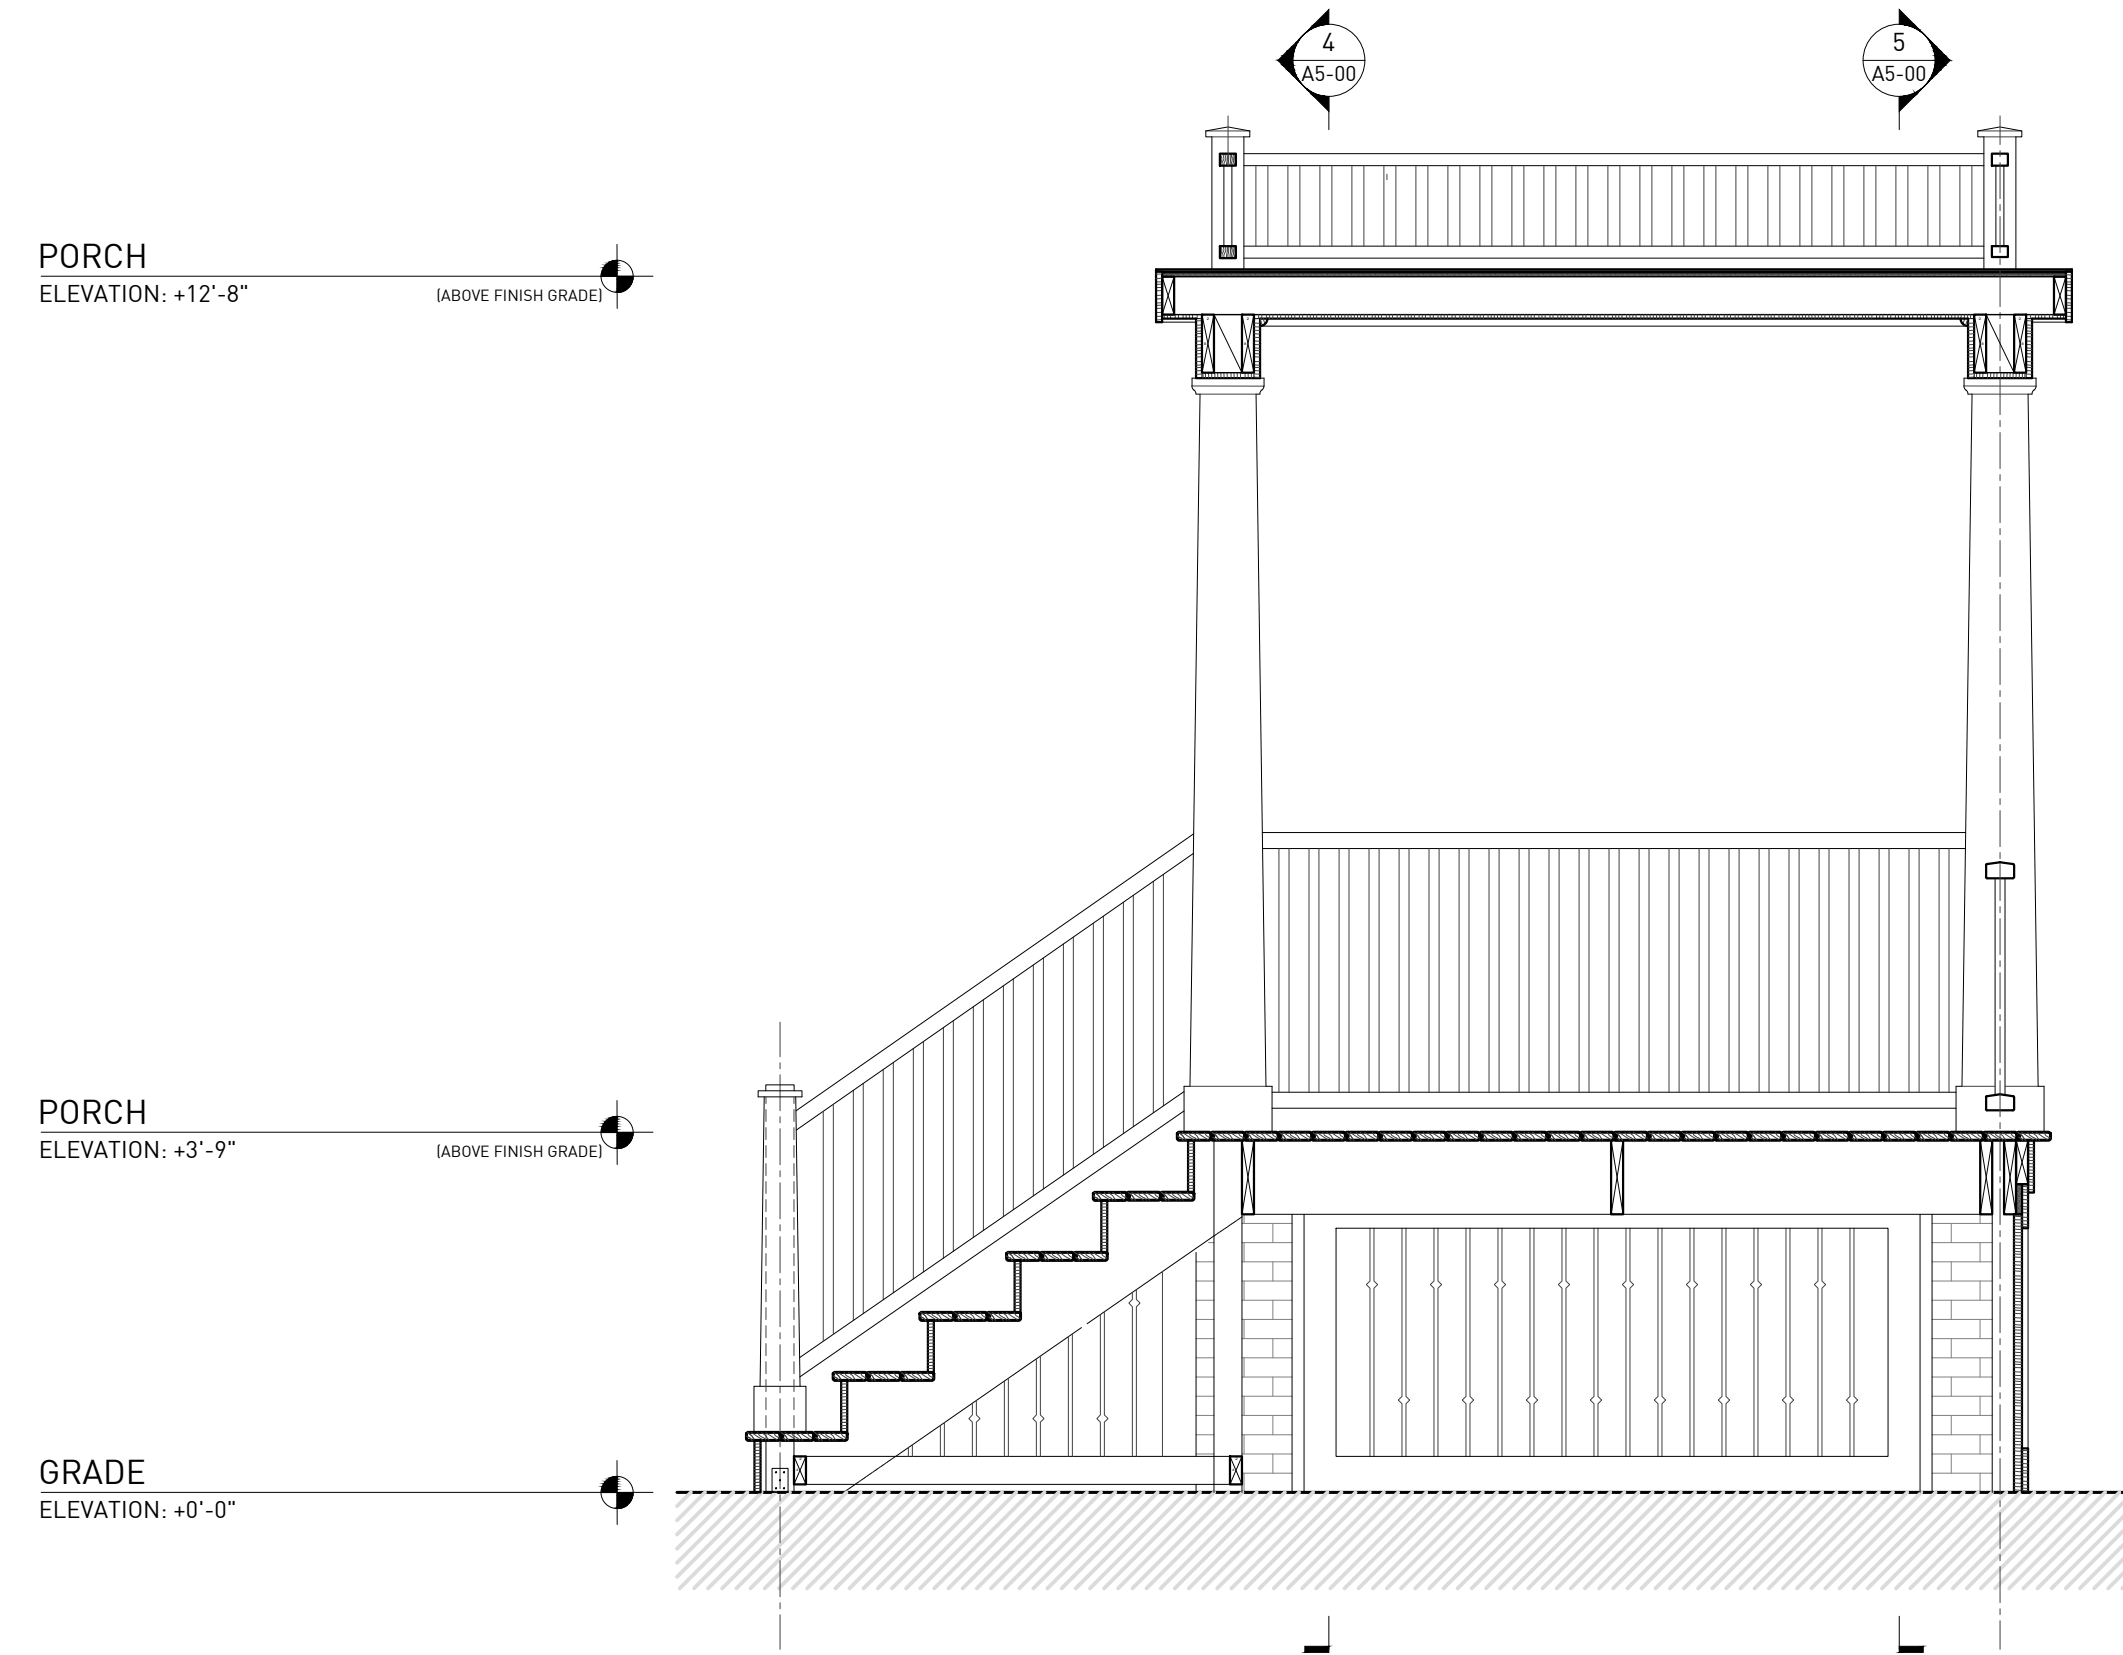 4
A5-00
5
A5-00
PORCH
ELEVATION: +12'-8"
(ABOVE FINISH GRADE)
PORCH
ELEVATION: +3'-9"
(ABOVE FINISH GRADE)
GRADE
ELEVATION: +0'-0"